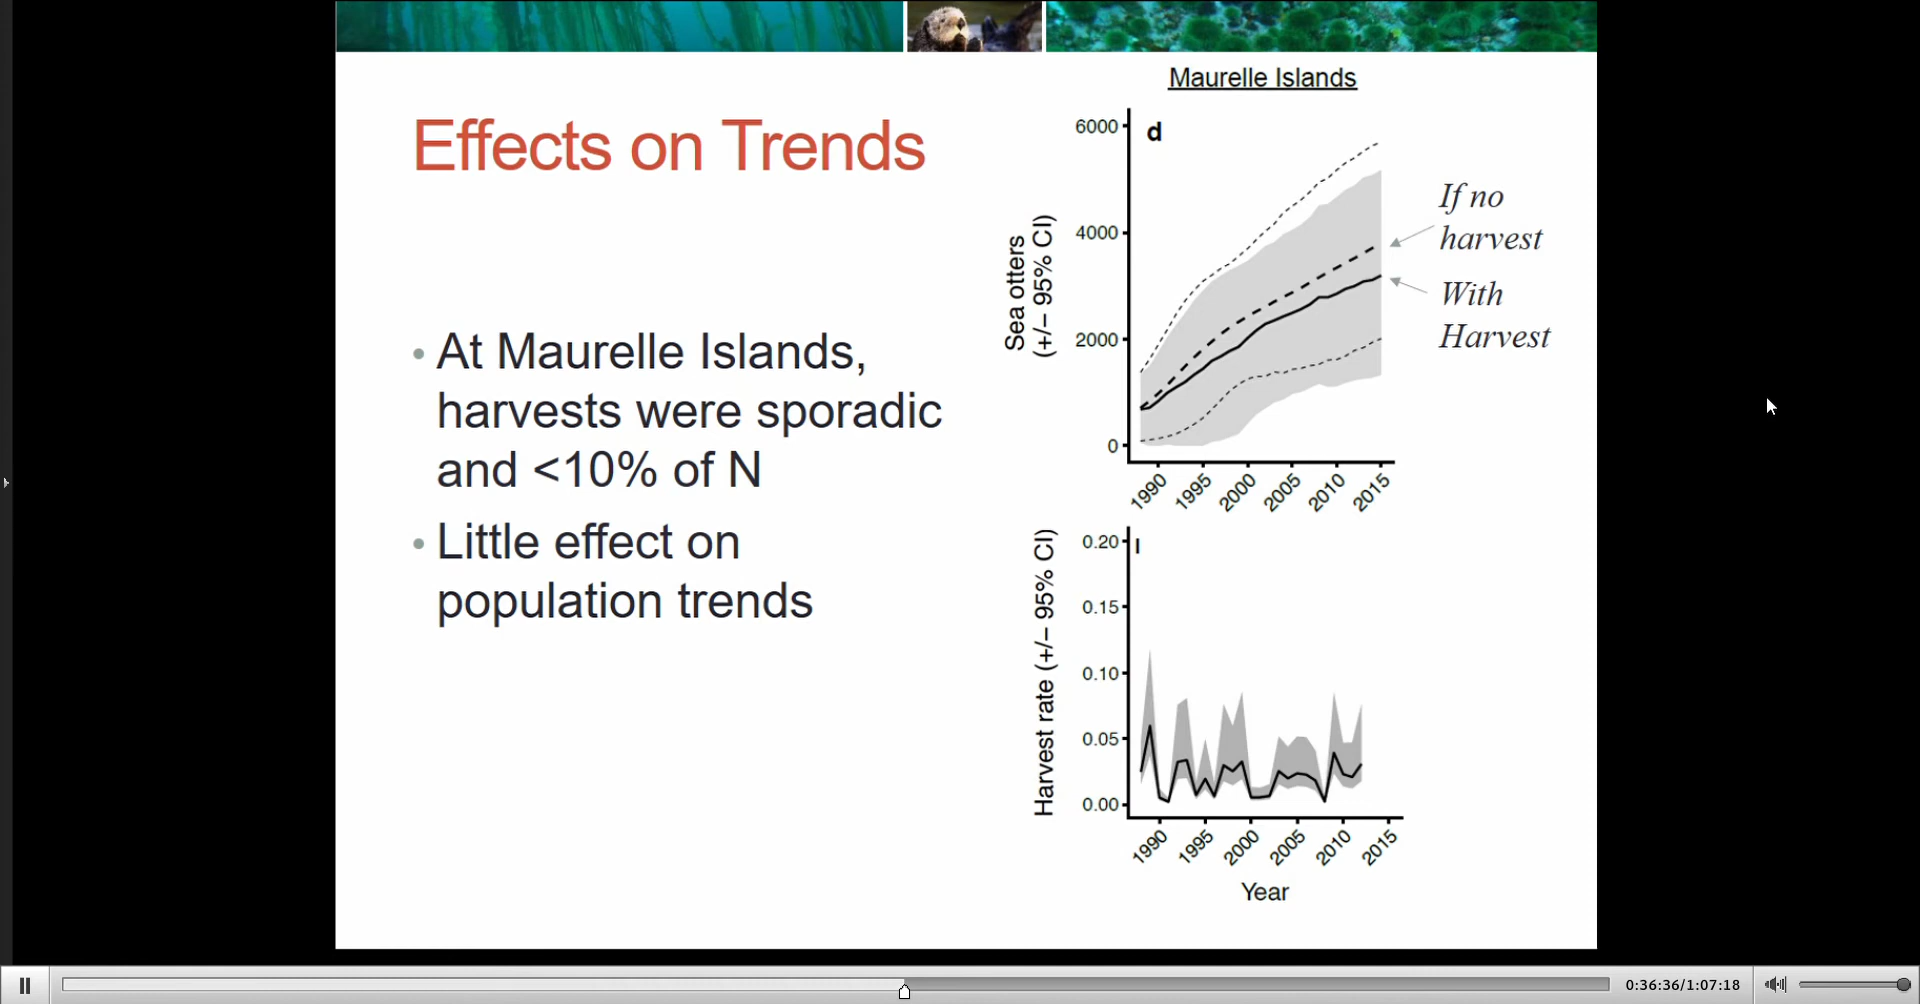 Maurelle Islands
Effects on Trends
• At Maurelle Islands,
harvests were sporadic
and <10% of N
• Little effect on
population trends
d
Sea otters
(+/− 95% CI)
6000
4000
2000
0
1990 1995 2000 2005 2010 2015
If no
harvest
With
Harvest
l
Harvest rate (+/− 95% CI)
0.20
0.15
0.10
0.05
0.00
1990 1995 2000 2005 2010 2015
Year
0:36:36/1:07:18